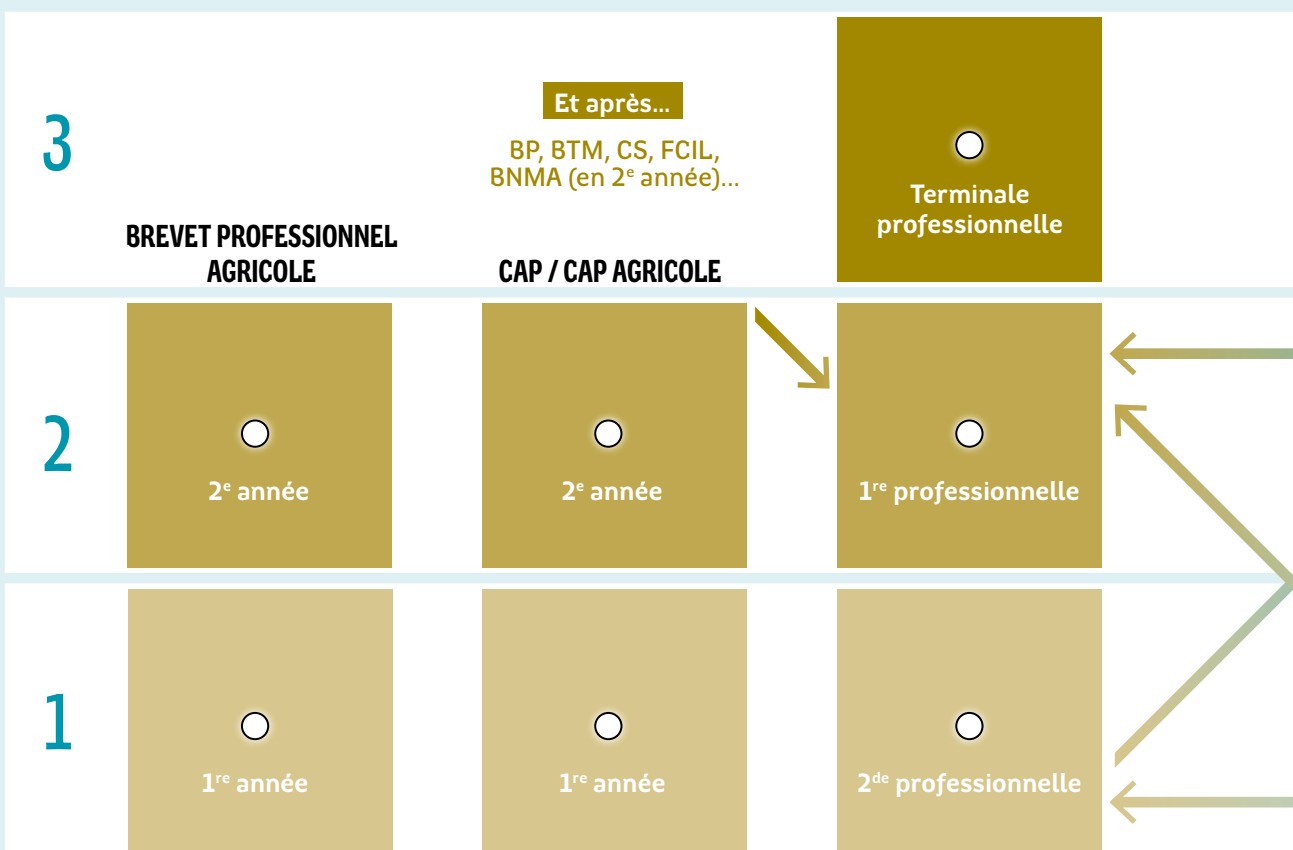 3
Et après...
BP, BTM, CS, FCIL,
BNMA (en 2e année)...
Terminale
professionnelle
BREVET PROFESSIONNEL
AGRICOLE
CAP / CAP AGRICOLE
2
2e année
2e année
1re professionnelle
1
1re année
1re année
2de professionnelle